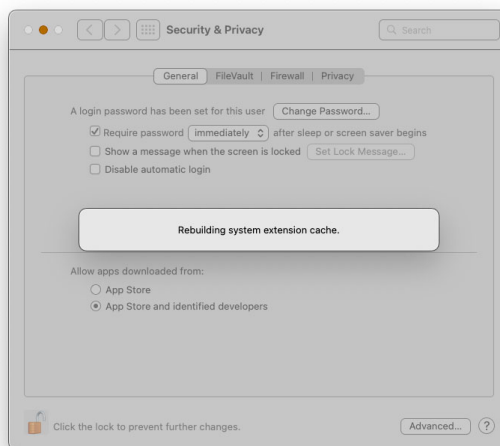 Security & Privacy
Search
General
FileVault
Firewall
Privacy
A login password has been set for this user
Change Password...
Require password
immediately
after sleep or screen saver begins
Show a message when the screen is locked
Set Lock Message...
Disable automatic login
Rebuilding system extension cache.
Allow apps downloaded from:
App Store
App Store and identified developers
Click the lock to prevent further changes.
Advanced...
?